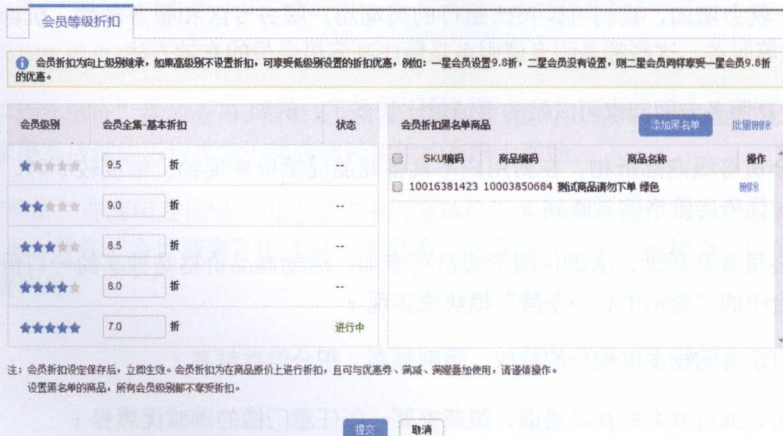 会员等级折扣
会员折扣为向上级别继承，如果高级别不设置折扣，可享受低级别设置的折扣优惠，例如：一星会员设置9.8折，二星会员没有设置，则二星会员同样享受一星会员9.8折的优惠。
会员级别 会员全集-基本折扣 状态
9.5 折
9.0 折 --
8.5 折 --
8.0 折 --
7.0 折 进行中
会员折扣黑名单商品 添加黑名单 批量删除
SKU编码 商品编码 商品名称 操作
10016381423 10003850684 测试商品请勿下单 绿色 删除
注：会员折扣设定保存后，立即生效。会员折扣为在商品原价上进行折扣，且可与优惠券、满减、满赠叠加使用，请谨慎操作。
设置黑名单的商品，所有会员级别都不享受折扣。
提交 取消